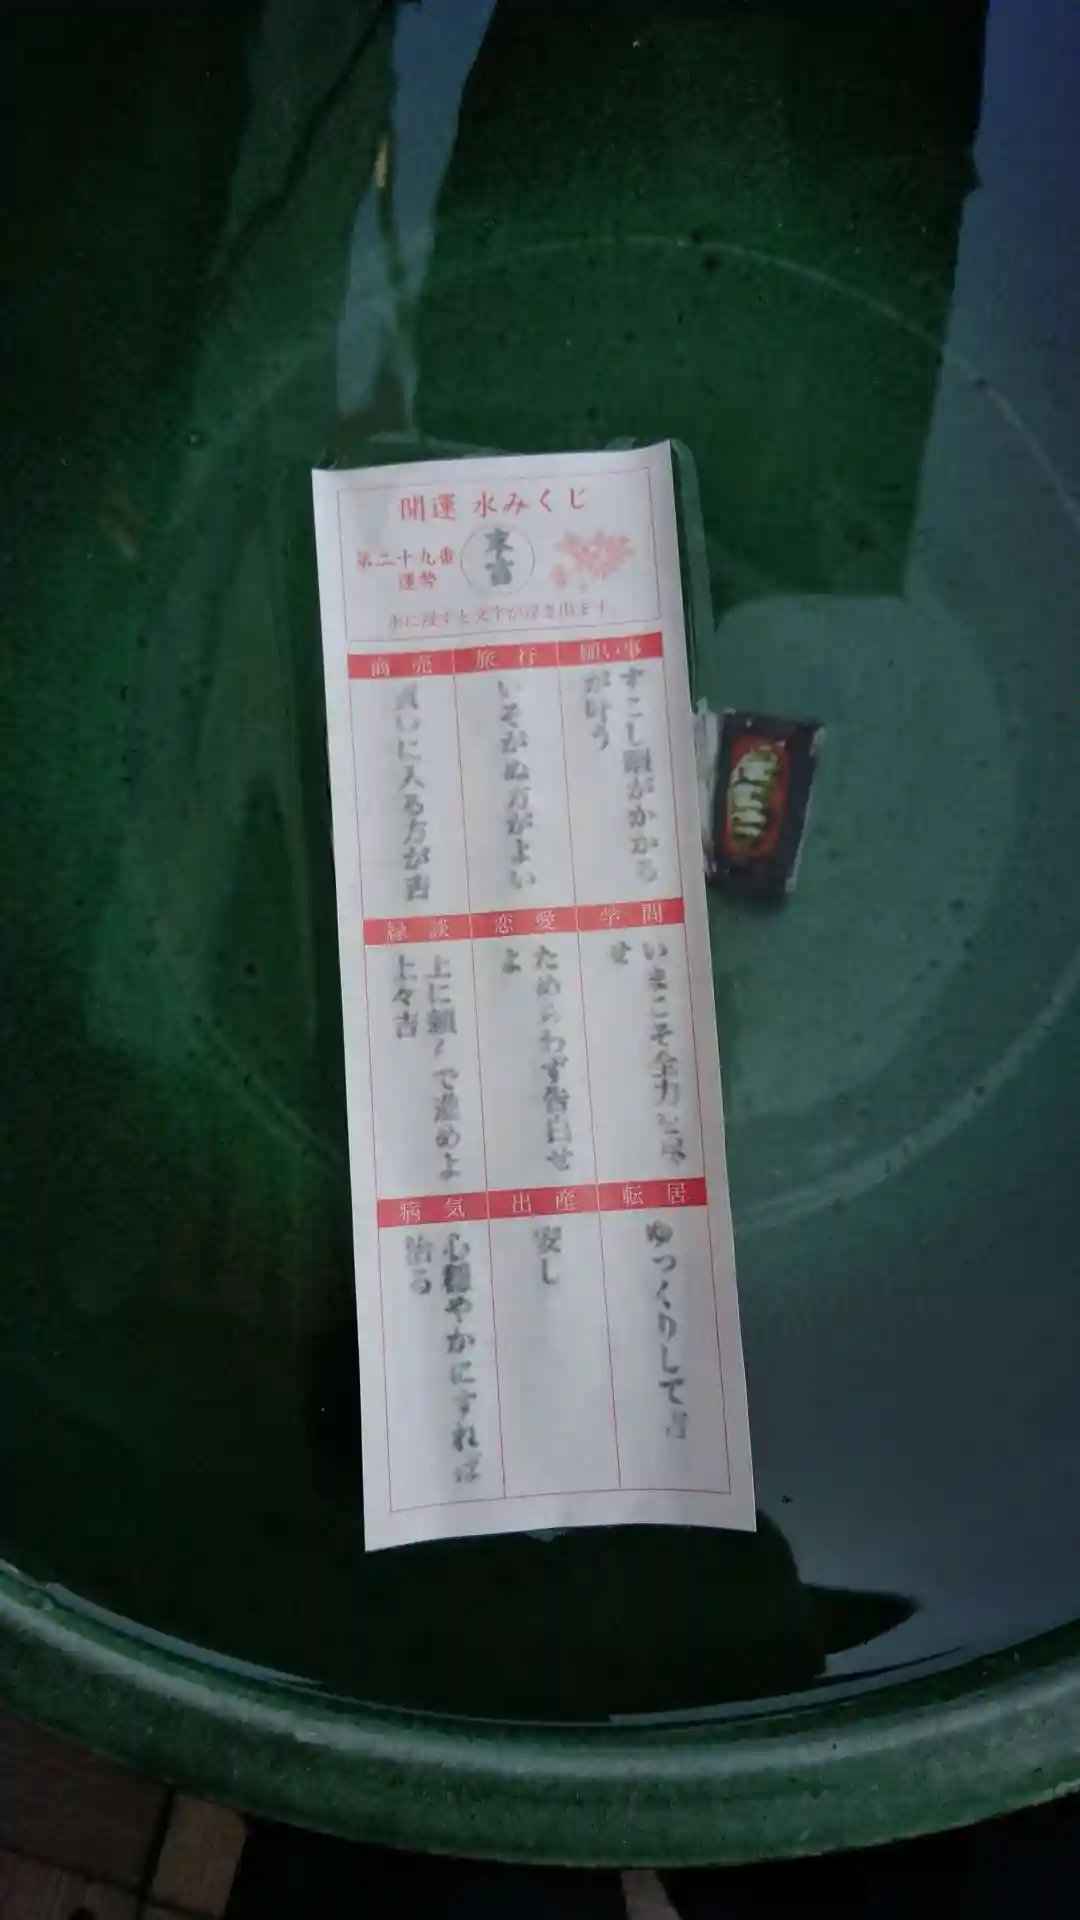 開運 水みくじ
第二十九番
運勢
末吉
水に浸すと文字が浮き出ます。
願い事
すこし暇がかかる
が叶う
旅行
いそがぬ方がよい
商売
買いに入る方が吉
学問
いまこそ全力を尽
せ
恋愛
ためらわず告白せ
よ
縁談
上に頼んで進めよ
上々吉
転居
ゆっくりして吉
出産
安し
病気
心穏やかにすれば
治る